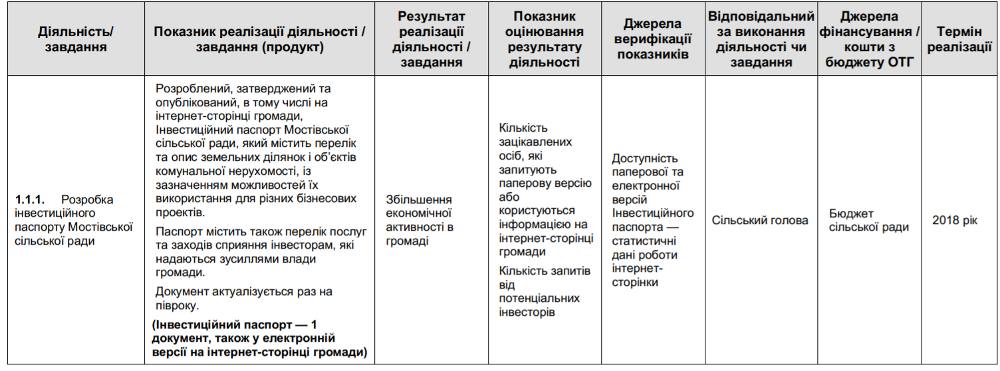 Діяльність/
завдання
Показник реалізації діяльності /
завдання (продукт)
Результат
реалізації
діяльності /
завдання
Показник
оцінювання
результату
діяльності
Джерела
верифікації
показників
Відповідальний
за виконання
діяльності чи
завдання
Джерела
фінансування /
кошти з
бюджету ОТГ
Термін
реалізації
1.1.1. Розробка
інвестиційного
паспорту Мостівської
сільської ради
Розроблений, затверджений та
опублікований, в тому числі на
інтернет-сторінці громади,
Інвестиційний паспорт Мостівської
сільської ради, який містить перелік
та опис земельних ділянок і об’єктів
комунальної нерухомості, із
зазначенням можливостей їх
використання для різних бізнесових
проектів.
Паспорт містить також перелік послуг
та заходів сприяння інвесторам, які
надаються зусиллями влади
громади.
Документ актуалізується раз на
півроку.
(Інвестиційний паспорт — 1
документ, також у електронній
версії на інтернет-сторінці громади)
Збільшення
економічної
активності в
громаді
Кількість
зацікавлених
осіб, які
запитують
паперову версію
або
користуються
інформацією на
інтернет-сторінці
громади
Кількість запитів
від
потенціальних
інвесторів
Доступність
паперової та
електронної
версій
Інвестиційного
паспорта —
статистичні
дані роботи
інтернет-
сторінки
Сільський голова
Бюджет
сільської ради
2018 рік